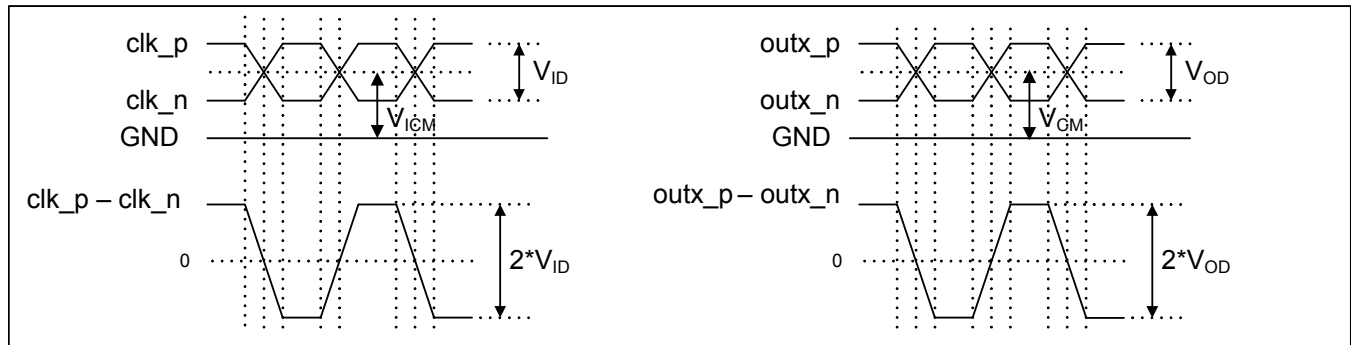 clk_p
V_ID
clk_n
V_ICM
GND
clk_p – clk_n
0
2*V_ID
outx_p
V_OD
outx_n
V_CM
GND
outx_p – outx_n
0
2*V_OD